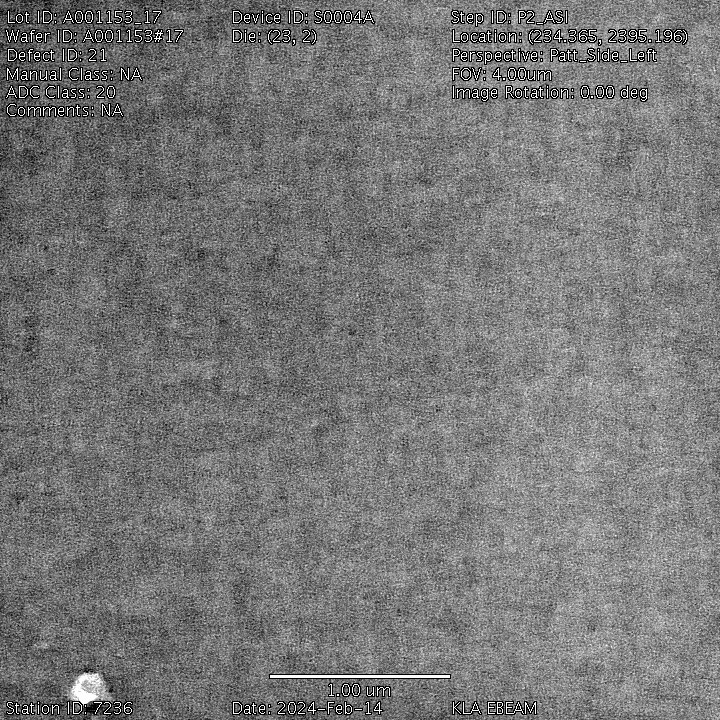 Lot ID: A001153_17
Wafer ID: A001153#17
Defect ID: 21
Manual Class: NA
ADC Class: 20
Comments: NA
Device ID: S0004A
Die: (23, 2)
Step ID: P2_ASI
Location: (234.365, 2395.196)
Perspective: Patt_Side_Left
FOV: 4.00um
Image Rotation: 0.00 deg
1.00 um
Station ID: 7236
Date: 2024-Feb-14
KLA EBEAM